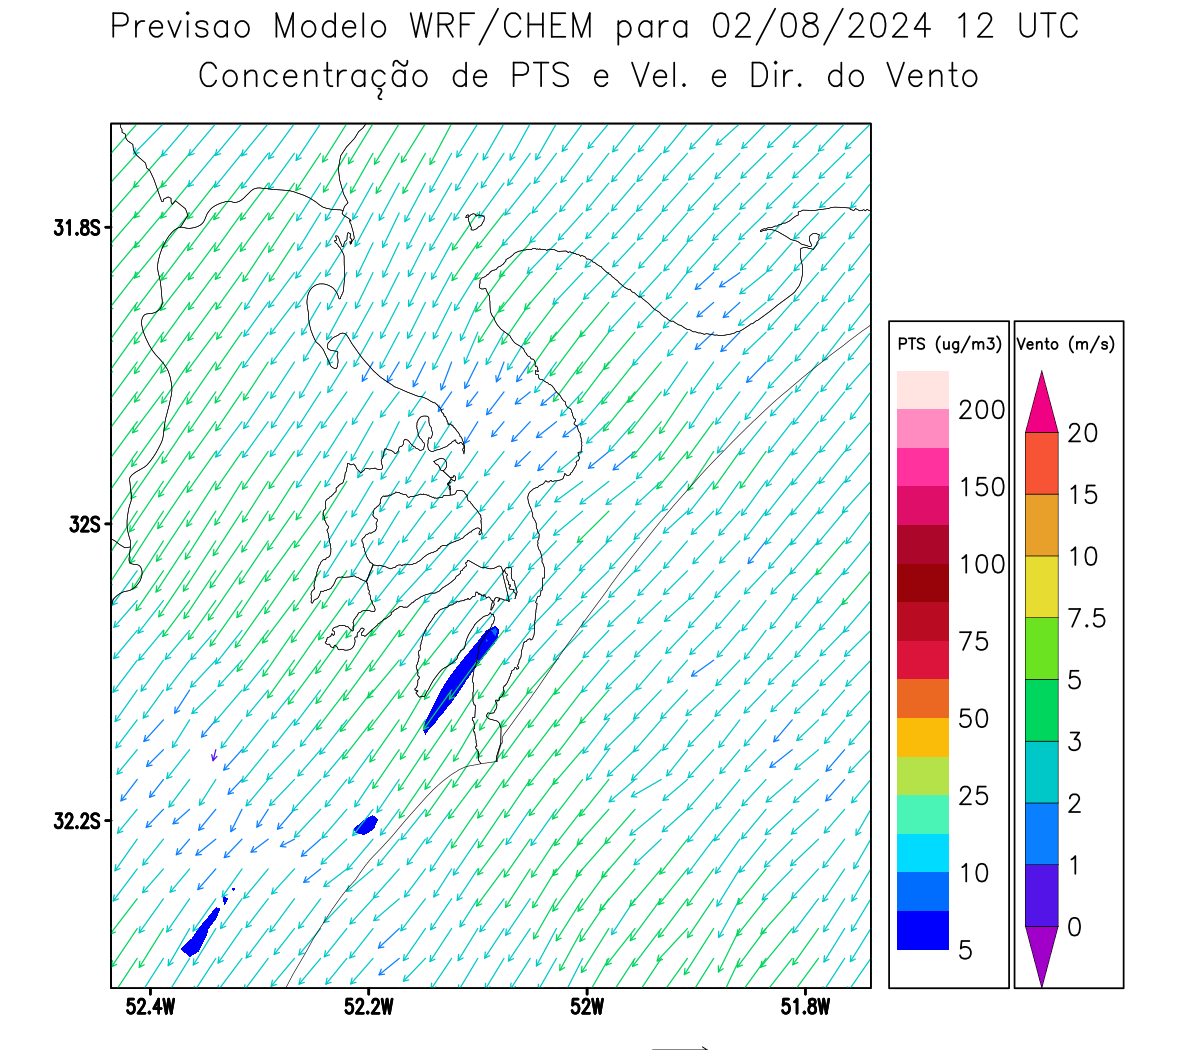 Previsao Modelo WRF/CHEM para 02/08/2024 12 UTC
Concentração de PTS e Vel. e Dir. do Vento
31.8S
32S
32.2S
52.4W 52.2W 52W 51.8W
PTS (ug/m3)
200
150
100
75
50
25
10
5
Vento (m/s)
20
15
10
7.5
5
3
2
1
0